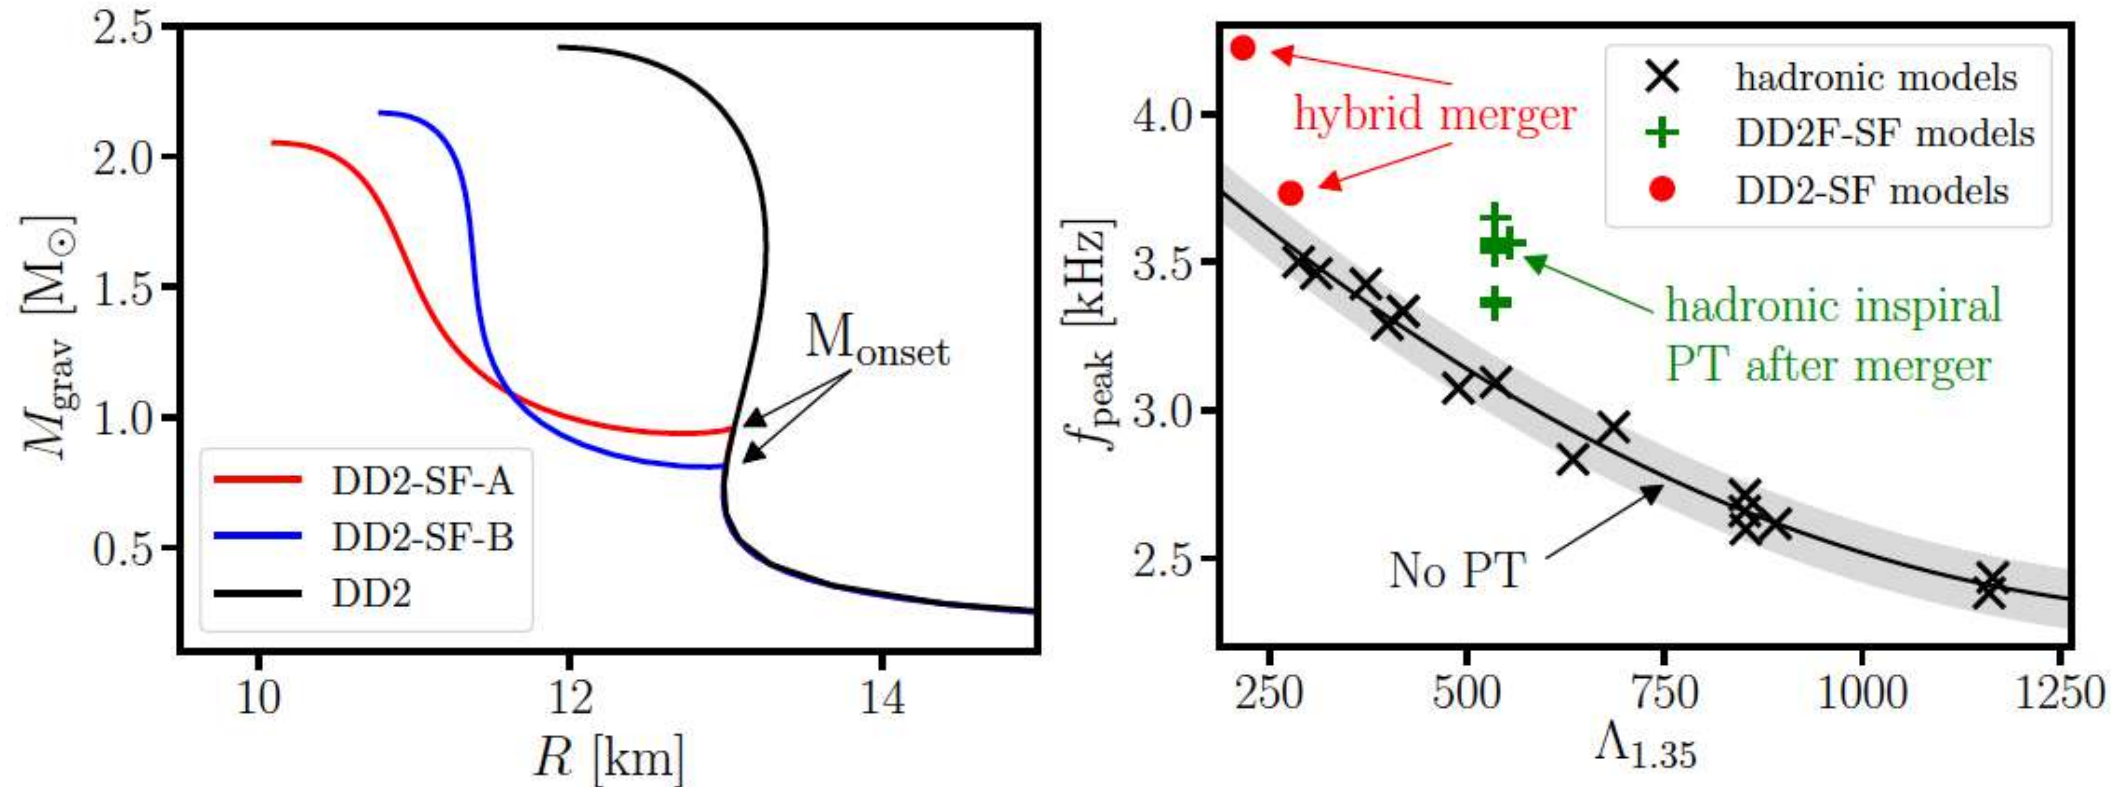 2.5
2.0
1.5
1.0
0.5
M_grav [M_⊙]
M_onset
DD2-SF-A
DD2-SF-B
DD2
10
12
14
R [km]
4.0
3.5
3.0
2.5
f_peak [kHz]
hybrid merger
hadronic models
DD2F-SF models
DD2-SF models
hadronic inspiral
PT after merger
No PT
250
500
750
1000
1250
Λ_1.35